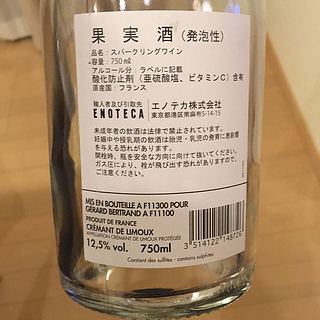 果実酒（発泡性）
品名：スパークリングワイン
容量：750㎖
アルコール分：ラベルに記載
酸化防止剤（亜硫酸塩、ビタミンC）含有
原産国：フランス
輸入者及び引取先
ENOTECA エノテカ株式会社
東京都港区南麻布5-14-15
未成年者の飲酒は法律で禁止されています。
妊娠中や授乳期の飲酒は胎児・乳児の発育に悪影響
を与える恐れがあります。
開栓時、瓶を安全な方向に向けて抜いてください。
ガス圧により、栓が飛び出す恐れがありますので、
ご注意ください。
MIS EN BOUTEILLE A F11300 POUR
GÉRARD BERTRAND A F11100
PRODUIT DE FRANCE
CRÉMANT DE LIMOUX
APPELLATION CRÉMANT DE LIMOUX PROTÉGÉE
12,5% vol. 750ml
3 514122 148726
Contient des sulfites - contains sulphites